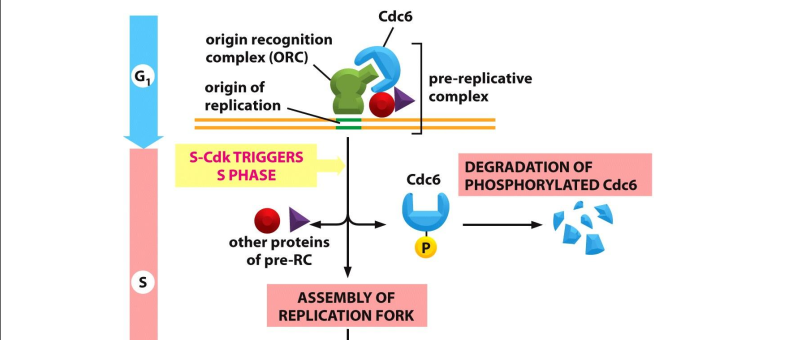 Cdc6
origin recognition
complex (ORC)
G1
pre-replicative
complex
origin of
replication
S-Cdk TRIGGERS
S PHASE
Cdc6
DEGRADATION OF
PHOSPHORYLATED Cdc6
P
other proteins
of pre-RC
S
ASSEMBLY OF
REPLICATION FORK